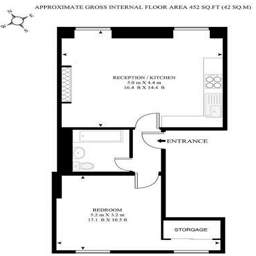 APPROXIMATE GROSS INTERNAL FLOOR AREA 452 SQ.FT (42 SQ.M)
RECEPTION / KITCHEN
5.0 M X 4.4 M
16.4 ft X 14.4 ft
ENTRANCE
BEDROOM
5.2 M X 3.2 M
17.1 ft X 10.5 ft
STORGAGE